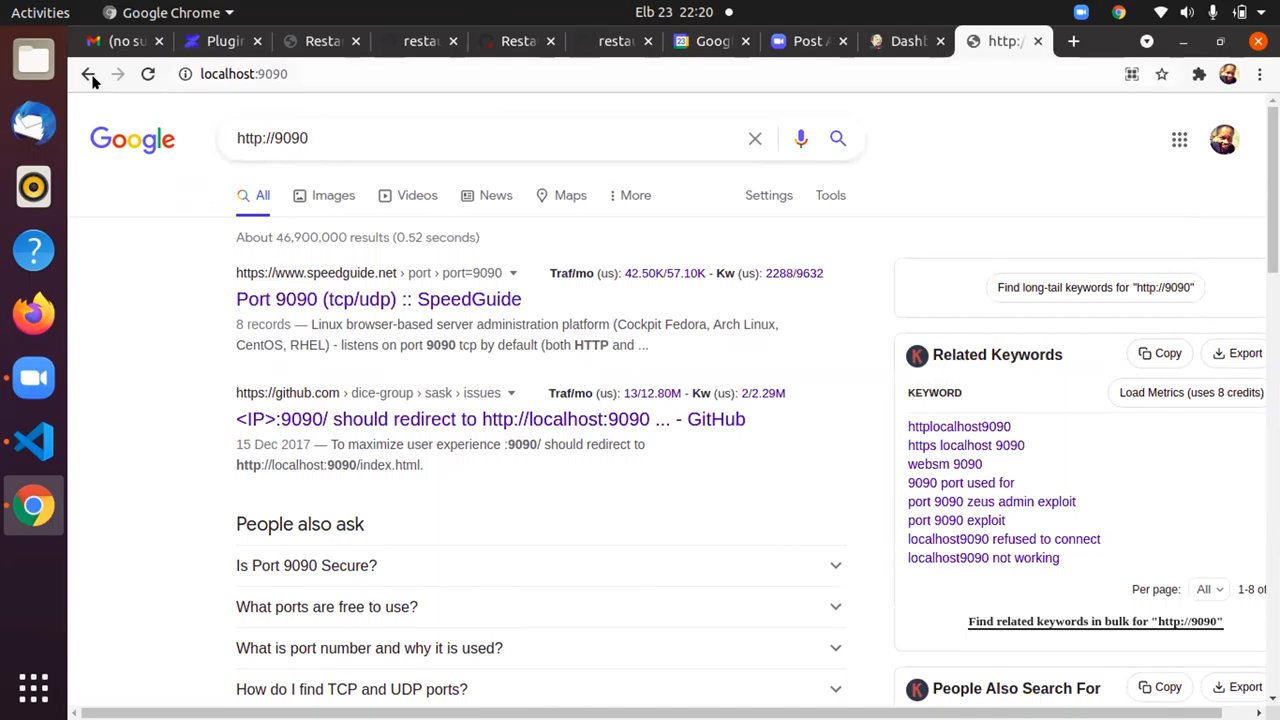 Activities
Google Chrome
Elb 23 22:20
(no su
Plugir
Resta
restau
Resta
restau
Googl
Post A
Dashb
http:/
localhost:9090
Google
http://9090
All
Images
Videos
News
Maps
More
Settings
Tools
About 46,900,000 results (0.52 seconds)
https://www.speedguide.net › port › port=9090
Traf/mo (us): 42.50K/57.10K - Kw (us): 2288/9632
Port 9090 (tcp/udp) :: SpeedGuide
8 records — Linux browser-based server administration platform (Cockpit Fedora, Arch Linux,
CentOS, RHEL) - listens on port 9090 tcp by default (both HTTP and ...
https://github.com › dice-group › sask › issues
Traf/mo (us): 13/12.80M - Kw (us): 2/2.29M
<IP>:9090/ should redirect to http://localhost:9090 ... - GitHub
15 Dec 2017 — To maximize user experience :9090/ should redirect to
http://localhost:9090/index.html.
People also ask
Is Port 9090 Secure?
What ports are free to use?
What is port number and why it is used?
How do I find TCP and UDP ports?
Find long-tail keywords for "http://9090"
Related Keywords
Copy
Export
KEYWORD
Load Metrics (uses 8 credits)
httplocalhost9090
https localhost 9090
websm 9090
9090 port used for
port 9090 zeus admin exploit
port 9090 exploit
localhost9090 refused to connect
localhost9090 not working
Per page:
All
1-8 of
Find related keywords in bulk for "http://9090"
People Also Search For
Copy
Export